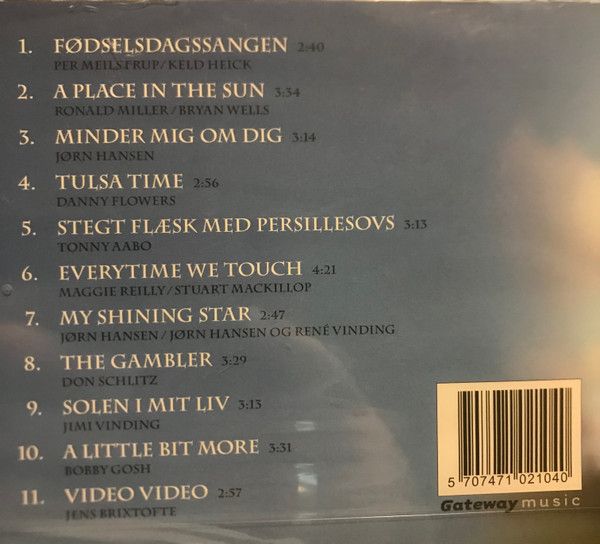 1. FØDSELSDAGSSANGEN 2:40
PER MEILSTRUP/KELD HEICK
2. A PLACE IN THE SUN 3:34
RONALD MILLER/BRYAN WELLS
3. MINDER MIG OM DIG 3:14
JØRN HANSEN
4. TULSA TIME 2:56
DANNY FLOWERS
5. STEGT FLÆSK MED PERSILLESOVS 3:13
TONNY AABO
6. EVERYTIME WE TOUCH 4:21
MAGGIE REILLY/STUART MACKILLOP
7. MY SHINING STAR 2:47
JØRN HANSEN/JØRN HANSEN OG RENÉ VINDING
8. THE GAMBLER 3:29
DON SCHLITZ
9. SOLEN I MIT LIV 3:13
JIMI VINDING
10. A LITTLE BIT MORE 3:31
BOBBY GOSH
11. VIDEO VIDEO 2:57
JENS BRIXTOFTE
5 707471 021040
Gateway music